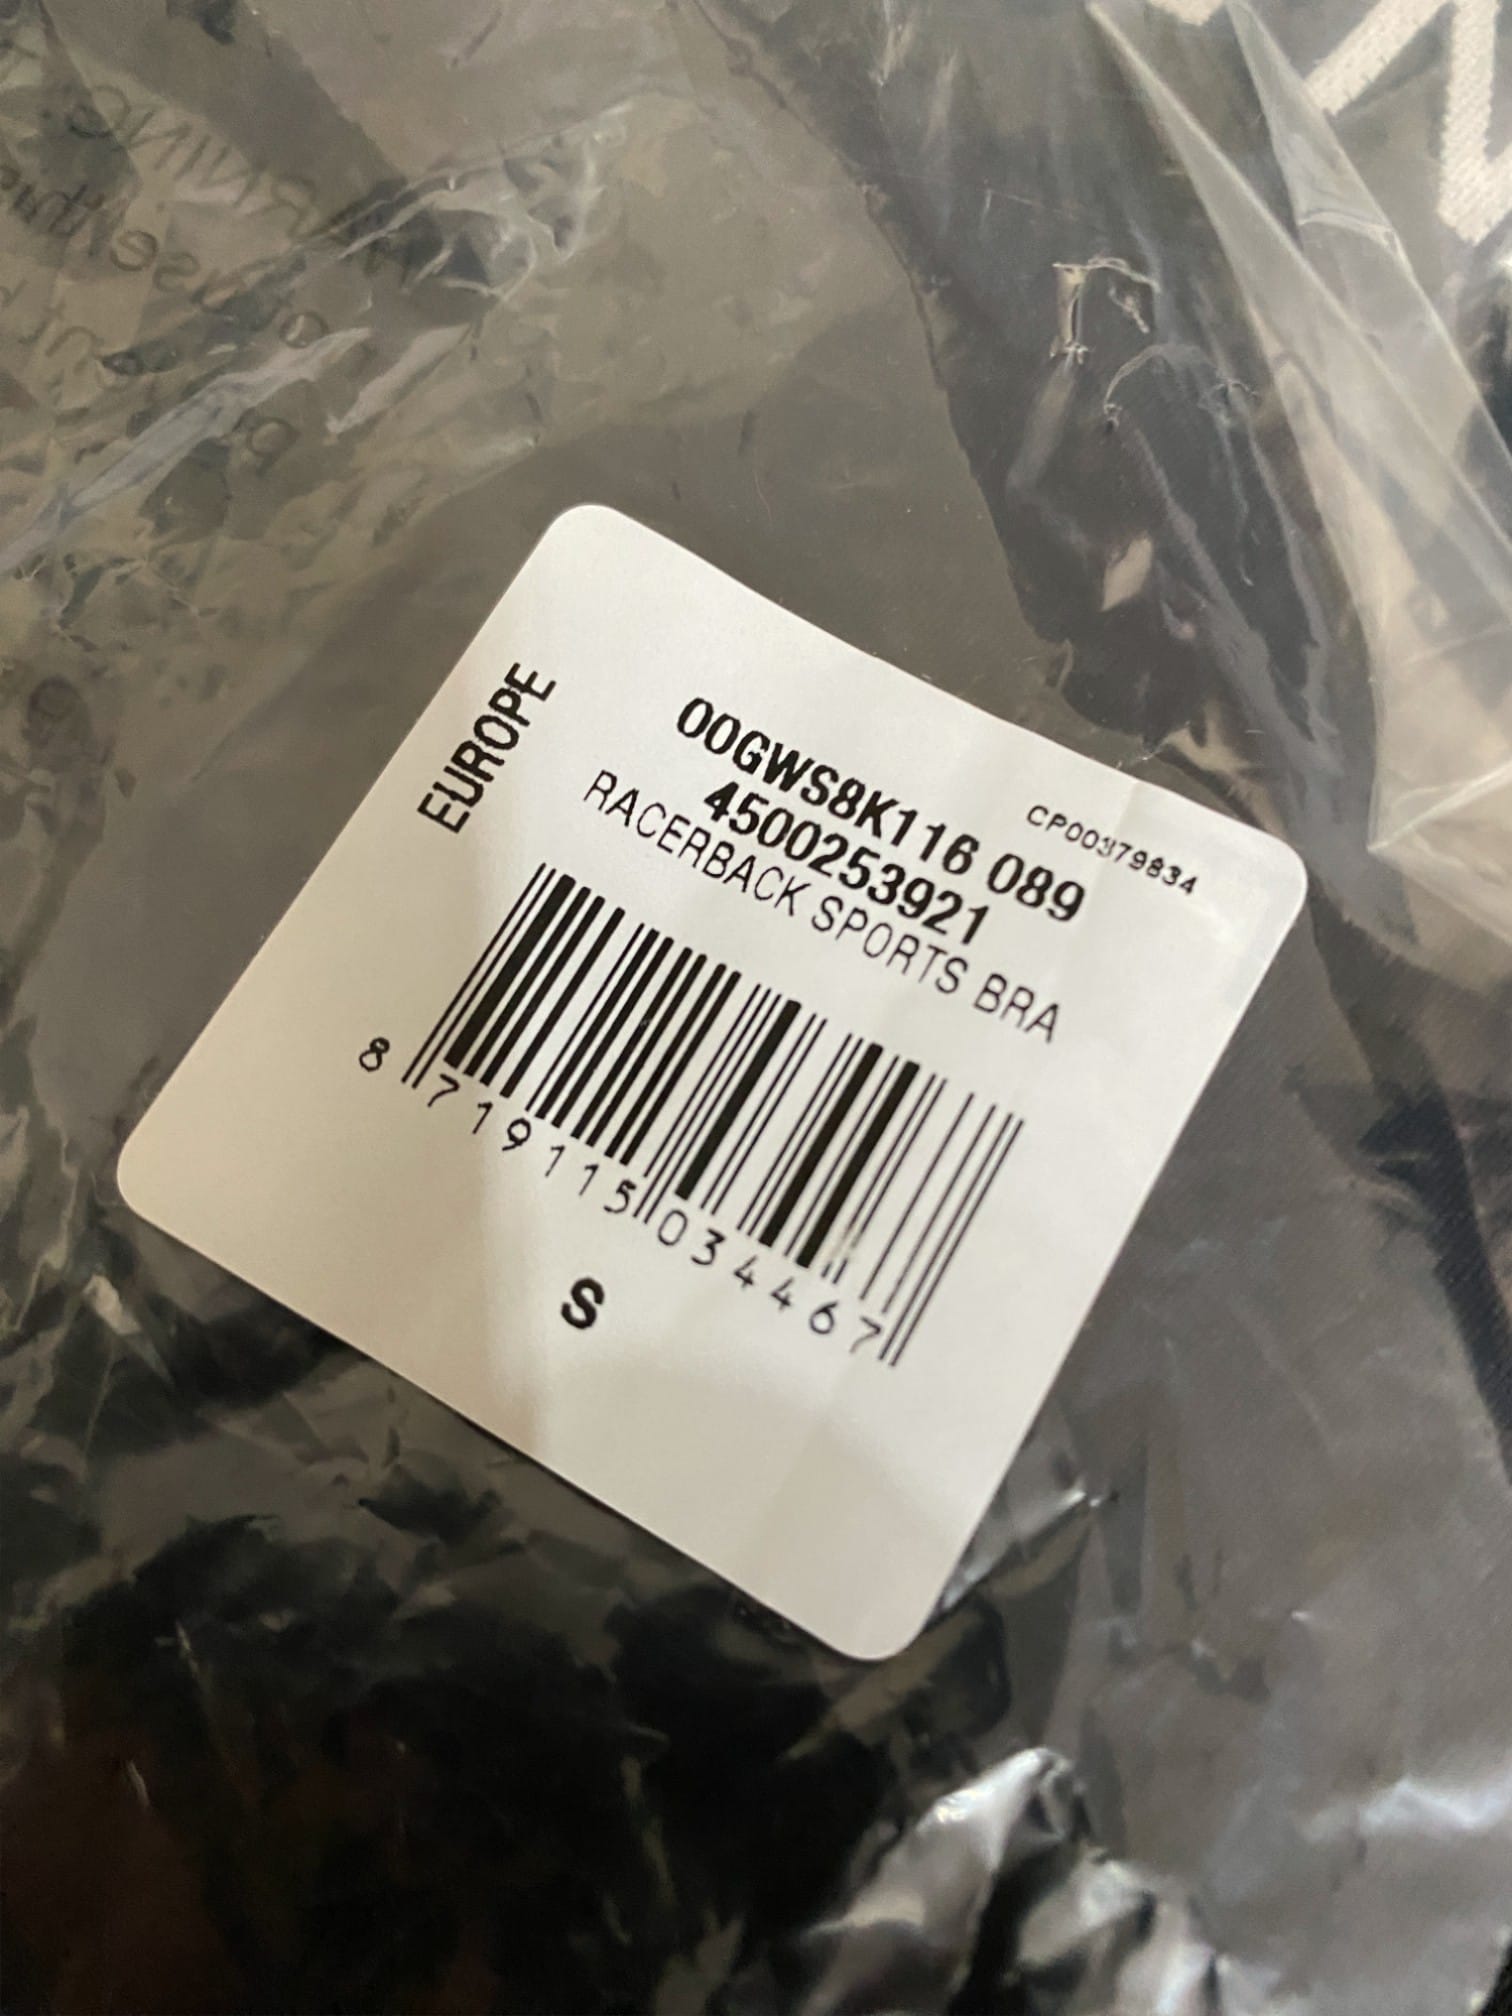 EUROPE
CP00379834
00GWS8K116 089
4500253921
RACERBACK SPORTS BRA
8 719115 034467
S